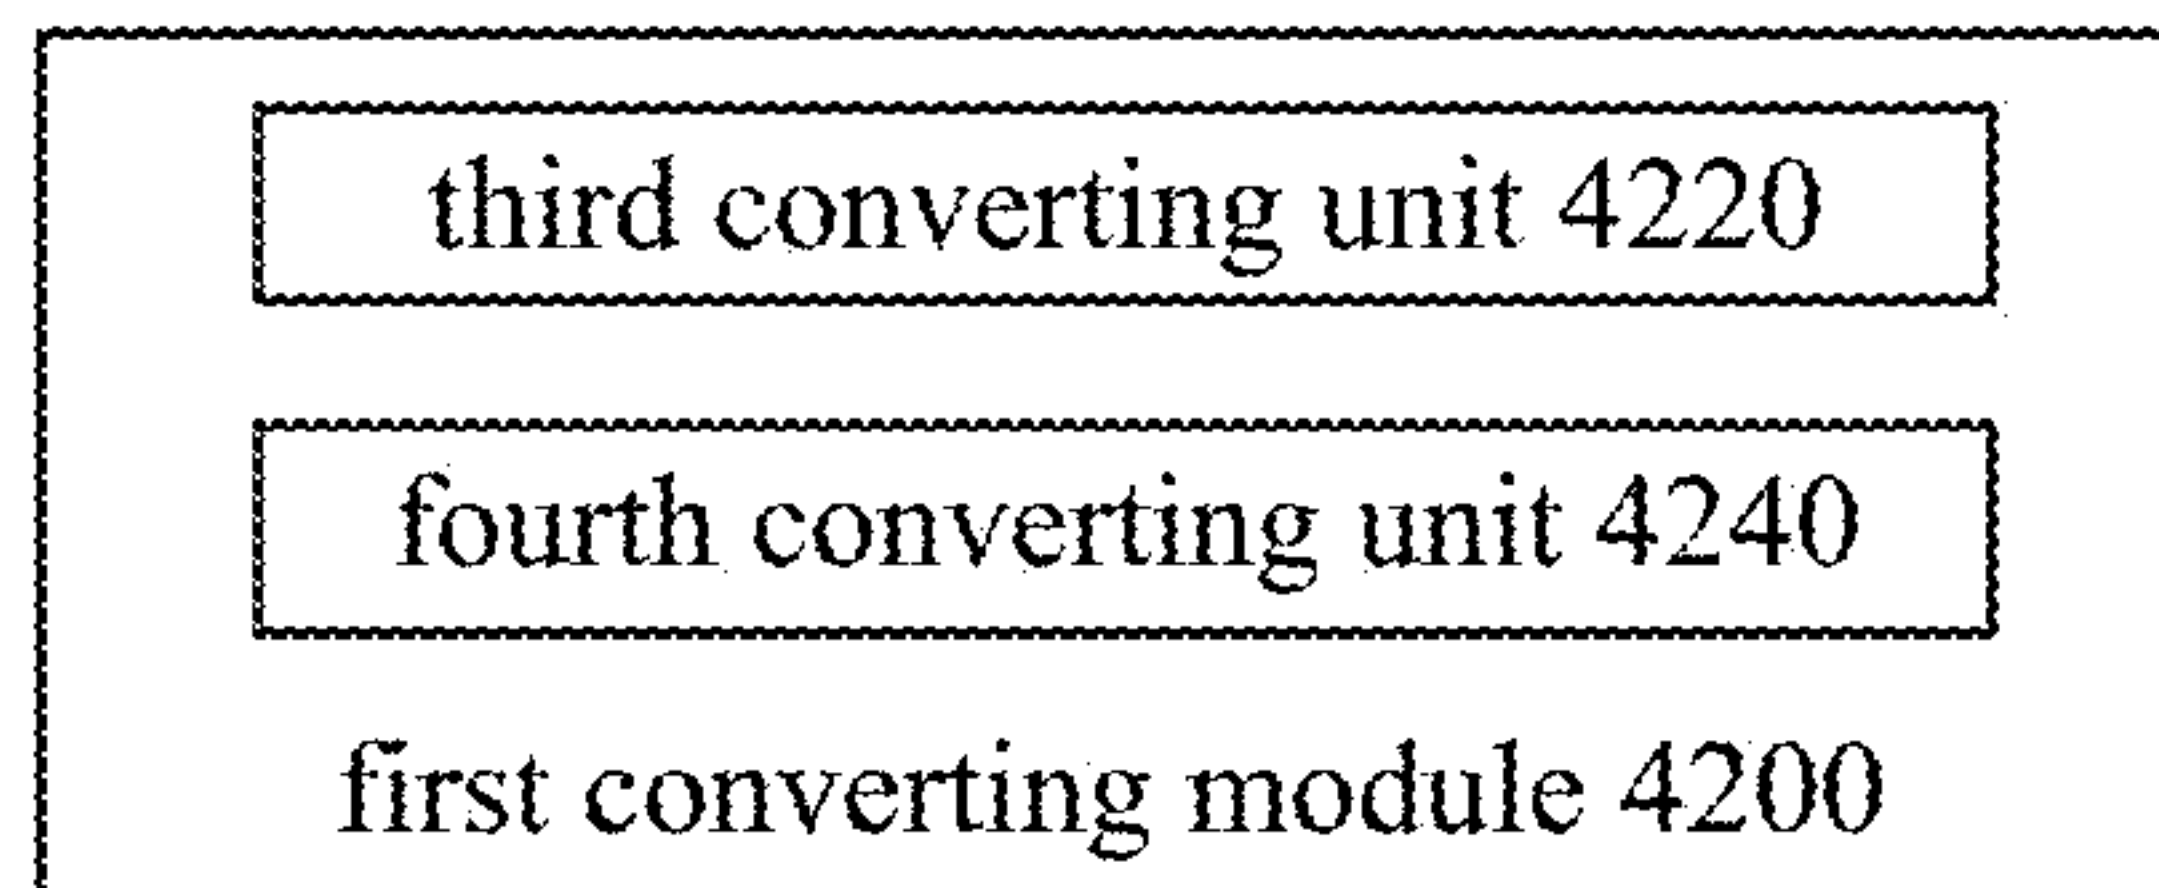 third converting unit 4220
fourth converting unit 4240
first converting module 4200